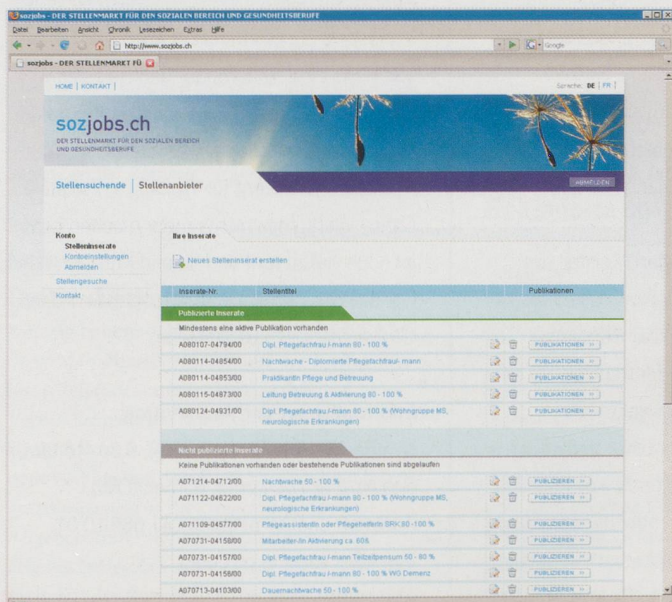 sozjobs - DER STELLENMARKT FÜR DEN SOZIALEN BEREICH UND GESUNDHEITSBERUFE
Datei Bearbeiten Ansicht Chronik Lesezeichen Extras Hilfe
http://www.sozjobs.ch
Google
sozjobs - DER STELLENMARKT FÜ
HOME | KONTAKT |
Sprache: DE | FR |
sozjobs.ch
DER STELLENMARKT FÜR DEN SOZIALEN BEREICH
UND GESUNDHEITSBERUFE
Stellensuchende | Stellenanbieter
ABMELDEN
Konto
Stelleninserate
Kontoeinstellungen
Abmelden
Stellengesuche
Kontakt
Ihre Inserate
Neues Stelleninserat erstellen
Inserate-Nr. Stellentitel Publikationen
Publizierte Inserate
Mindestens eine aktive Publikation vorhanden
A080107-04794/00 Dipl. Pflegefachfrau /-mann 80 - 100 % PUBLIKATIONEN
A080114-04854/00 Nachtwache - Diplomierte Pflegefachfrau/- mann PUBLIKATIONEN
A080114-04853/00 PraktikantIn Pflege und Betreuung PUBLIKATIONEN
A080115-04873/00 Leitung Betreuung & Aktivierung 80 - 100 % PUBLIKATIONEN
A080124-04931/00 Dipl. Pflegefachfrau /-mann 80 - 100 % (Wohngruppe MS, PUBLIKATIONEN
neurologische Erkrankungen)
Nicht publizierte Inserate
Keine Publikationen vorhanden oder bestehende Publikationen sind abgelaufen
A071214-04712/00 Nachtwache 50 - 100 % PUBLIZIEREN
A071122-04622/00 Dipl. Pflegefachfrau /-mann 80 - 100 % (Wohngruppe MS, PUBLIZIEREN
neurologische Erkrankungen)
A071109-04577/00 PflegeassistentIn oder PflegehelferIn SRK 80 -100 % PUBLIZIEREN
A070731-04159/00 Mitarbeiter-/in Aktivierung ca. 60% PUBLIZIEREN
A070731-04157/00 Dipl. Pflegefachfrau /-mann Teilzeitpensum 50 - 80 % PUBLIZIEREN
A070731-04156/00 Dipl. Pflegefachfrau /-mann 80 - 100 % WG Demenz PUBLIZIEREN
A070713-04103/00 Dauernachtwache 50 - 100 % PUBLIZIEREN